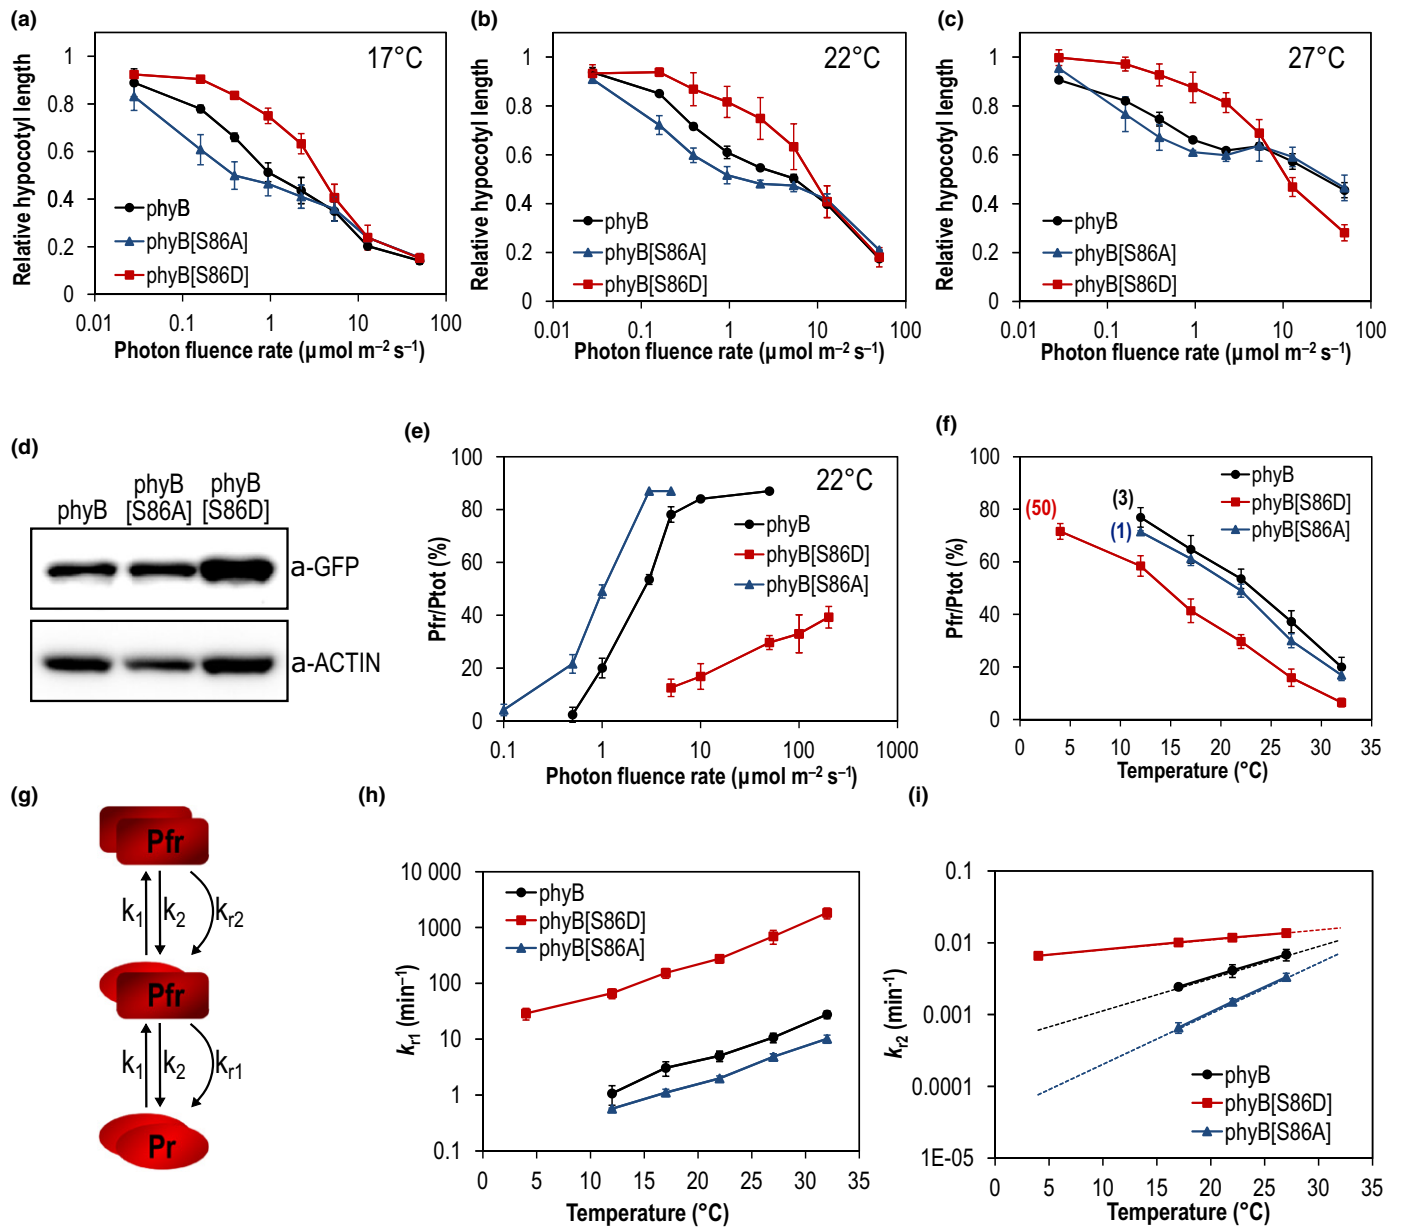 (a)
17°C
Relative hypocotyl length
1
0.8
0.6
0.4
0.2
0
phyB
phyB[S86A]
phyB[S86D]
0.01 0.1 1 10 100
Photon fluence rate (µmol m−2 s−1)
(b)
22°C
Relative hypocotyl length
1
0.8
0.6
0.4
0.2
0
phyB
phyB[S86A]
phyB[S86D]
0.01 0.1 1 10 100
Photon fluence rate (µmol m−2 s−1)
(c)
27°C
Relative hypocotyl length
1
0.8
0.6
0.4
0.2
0
phyB
phyB[S86A]
phyB[S86D]
0.01 0.1 1 10 100
Photon fluence rate (µmol m−2 s−1)
(d)
phyB
phyB
[S86A]
phyB
[S86D]
a-GFP
a-ACTIN
(e)
22°C
Pfr/Ptot (%)
100
80
60
40
20
0
phyB
phyB[S86D]
phyB[S86A]
0.1 1 10 100 1000
Photon fluence rate (µmol m−2 s−1)
(f)
Pfr/Ptot (%)
100
80
60
40
20
0
(50)
(3)
(1)
phyB
phyB[S86D]
phyB[S86A]
0 5 10 15 20 25 30 35
Temperature (°C)
(g)
Pfr
k1 k2 kr2
Pfr
k1 k2 kr1
Pr
(h)
kr1 (min−1)
10 000
1000
100
10
1
0.1
phyB
phyB[S86D]
phyB[S86A]
0 5 10 15 20 25 30 35
Temperature (°C)
(i)
kr2 (min-1)
0.1
0.01
0.001
0.0001
1E-05
phyB
phyB[S86D]
phyB[S86A]
0 5 10 15 20 25 30 35
Temperature (°C)